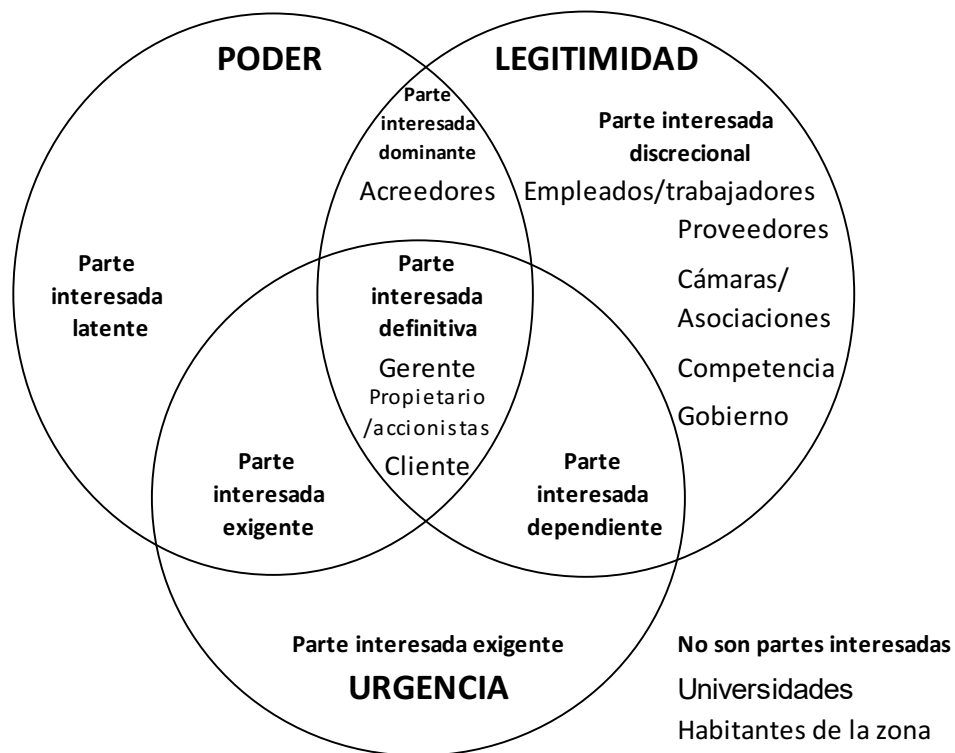 PODER
LEGITIMIDAD
Parte
interesada
dominante
Acreedores
Parte interesada
discrecional
Empleados/trabajadores
Proveedores
Cámaras/
Asociaciones
Competencia
Gobierno
Parte
interesada
latente
Parte
interesada
definitiva
Gerente
Propietario
/accionistas
Cliente
Parte
interesada
exigente
Parte
interesada
dependiente
Parte interesada exigente
URGENCIA
No son partes interesadas
Universidades
Habitantes de la zona